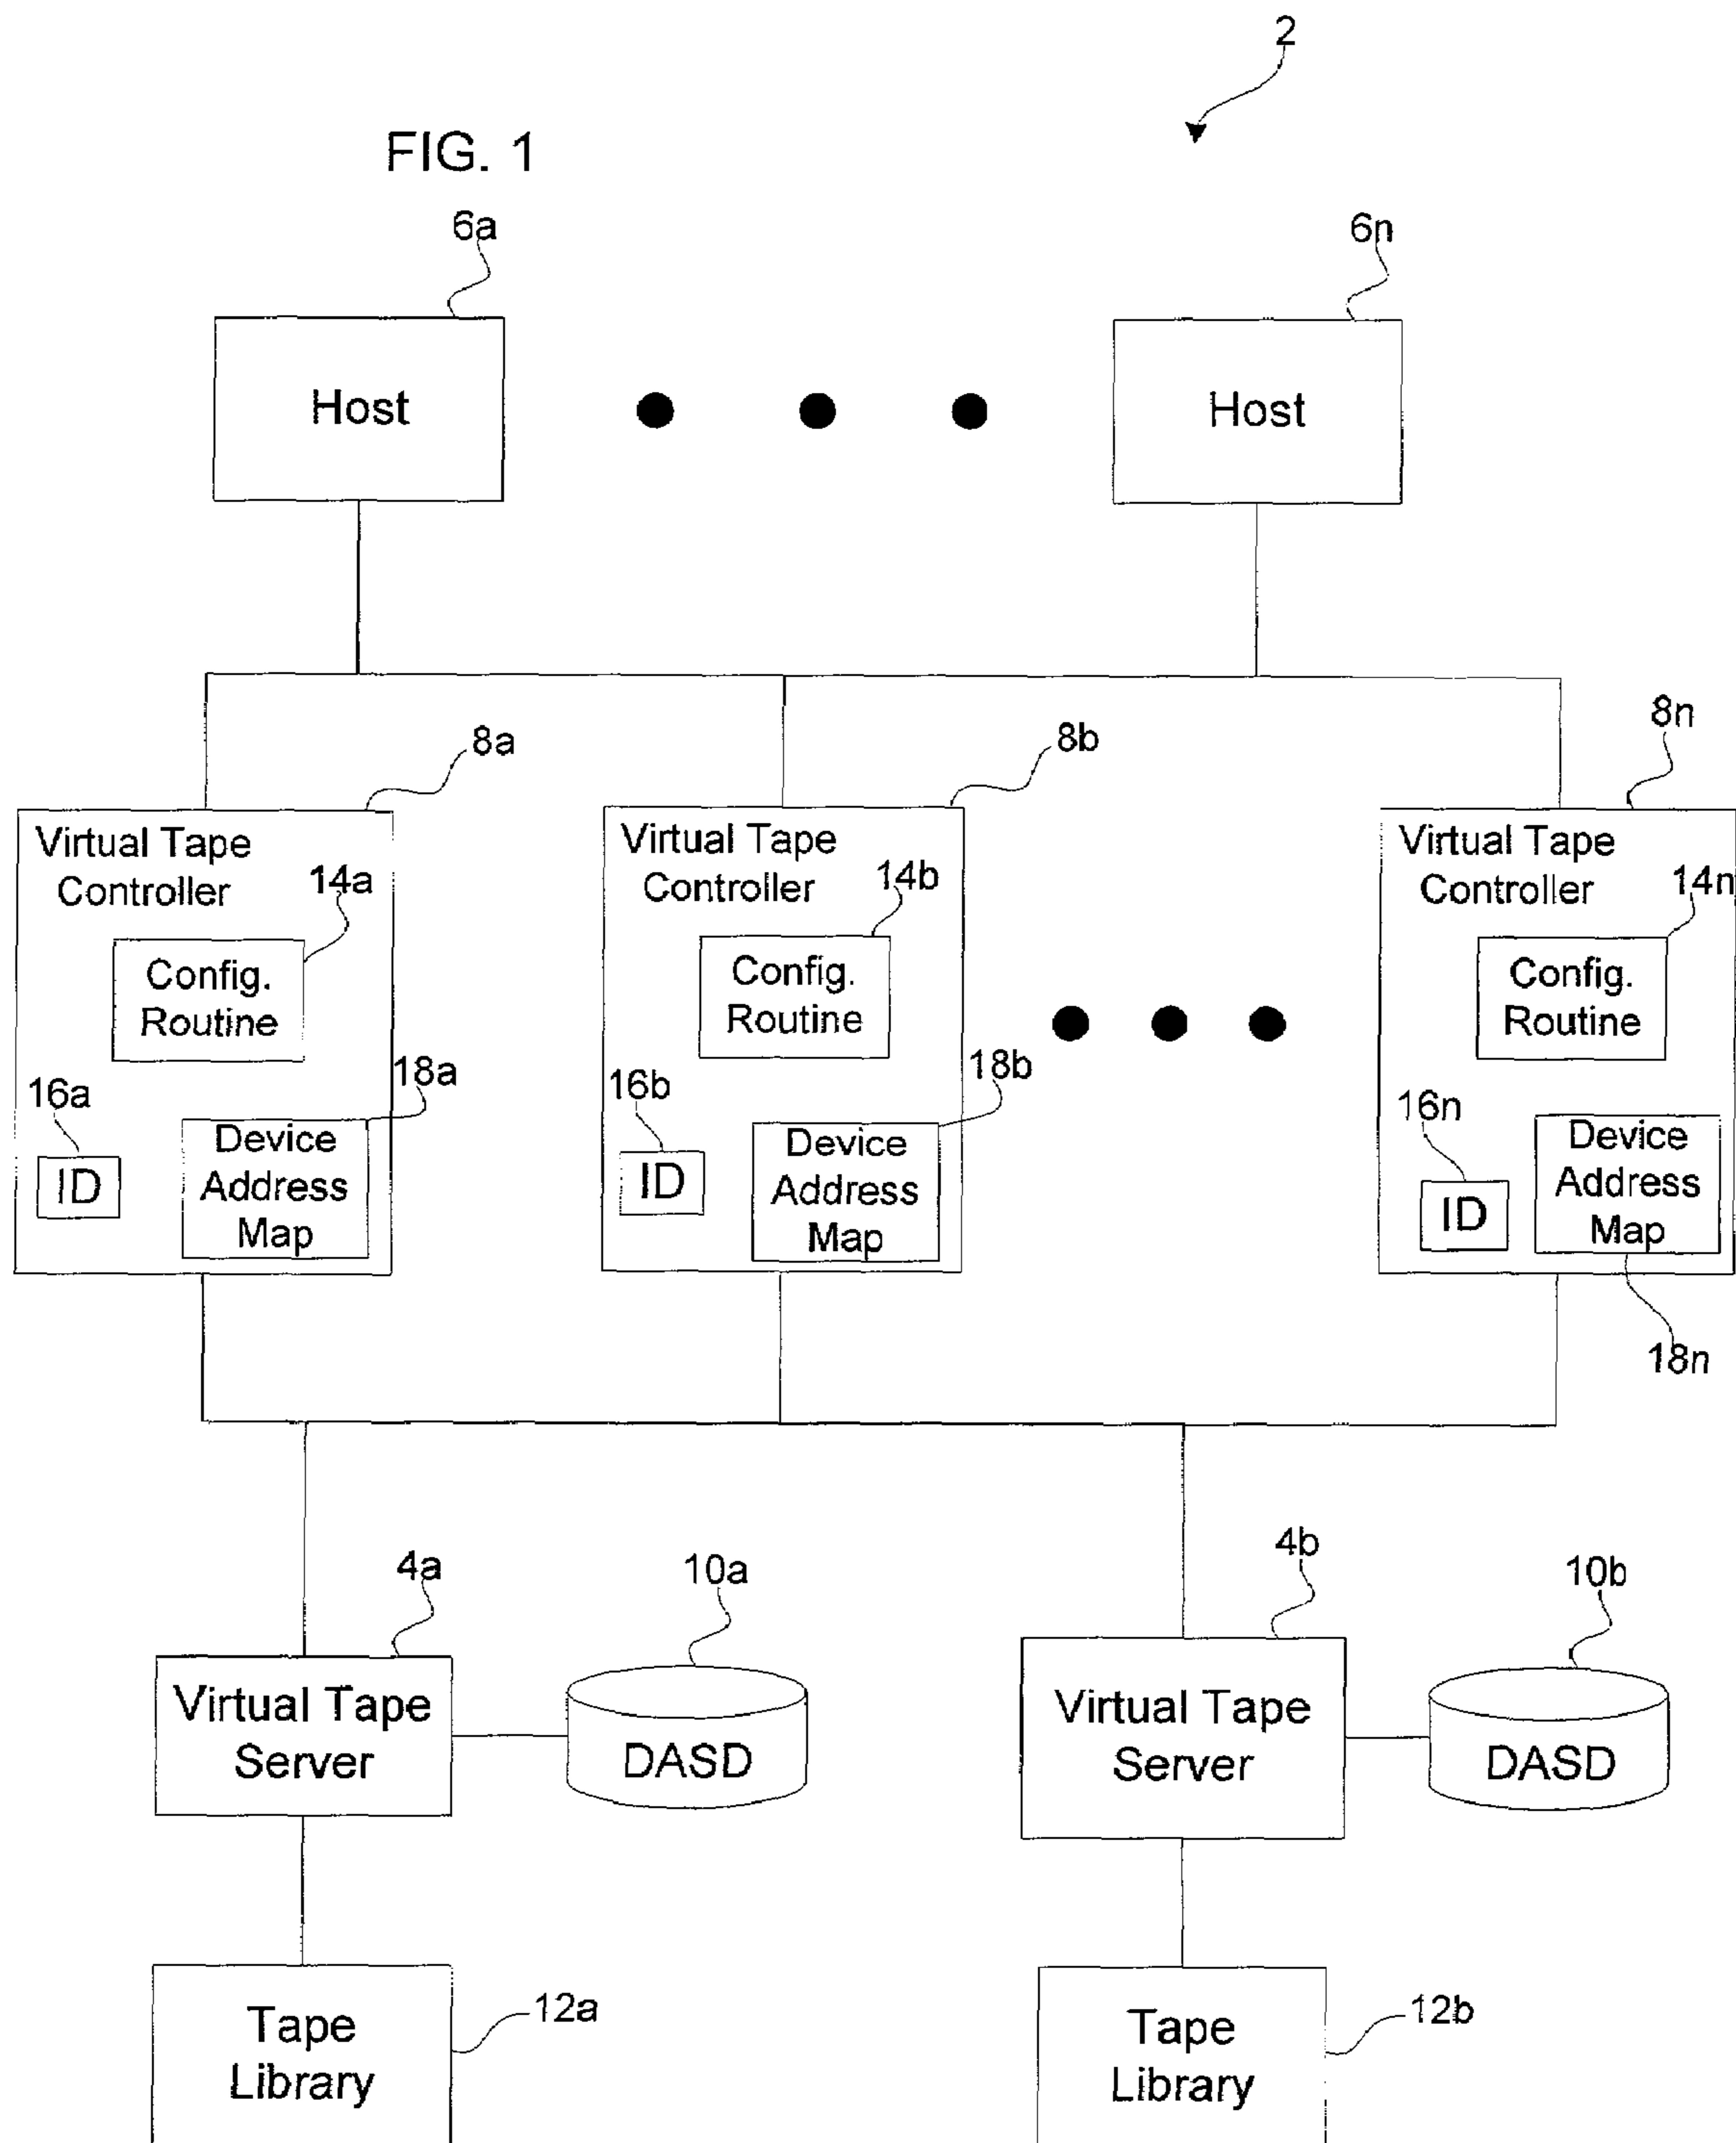 2
FIG. 1
6a
6n
Host
Host
8a
8b
8n
Virtual Tape
Controller
14a
Config.
Routine
16a
18a
ID
Device
Address
Map
Virtual Tape
Controller
14b
Config.
Routine
16b
18b
ID
Device
Address
Map
Virtual Tape
Controller
14n
Config.
Routine
16n
ID
Device
Address
Map
18n
4a
10a
4b
10b
Virtual Tape
Server
DASD
Virtual Tape
Server
DASD
Tape
Library
12a
Tape
Library
12b